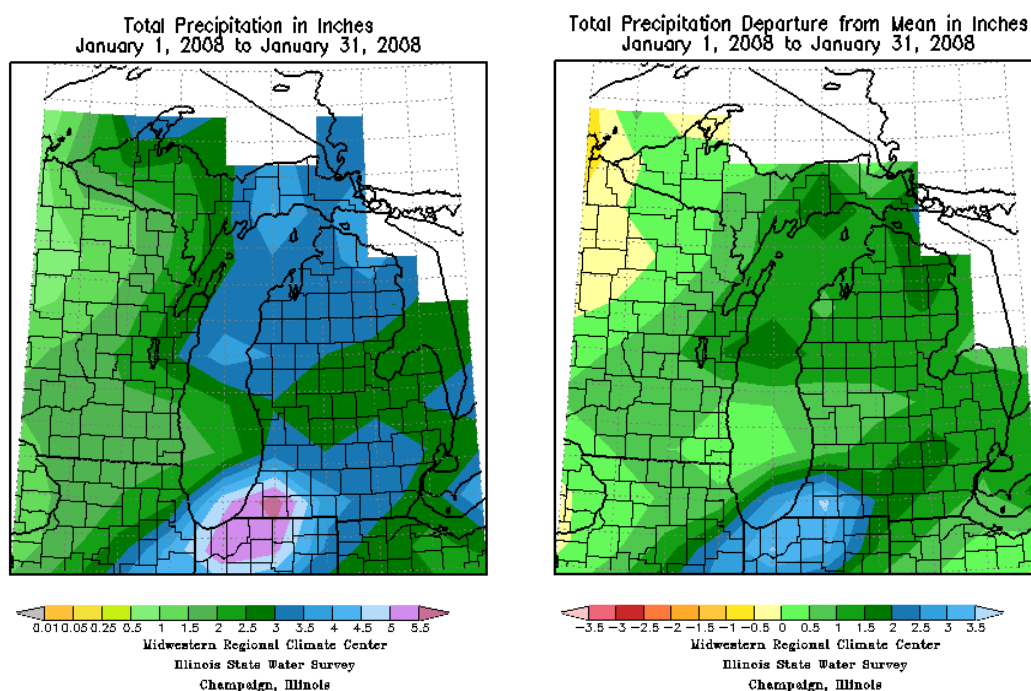 Total Precipitation in Inches
January 1, 2008 to January 31, 2008
0.01 0.05 0.25 0.5 1 1.5 2 2.5 3 3.5 4 4.5 5 5.5
Midwestern Regional Climate Center
Illinois State Water Survey
Champaign, Illinois
Total Precipitation Departure from Mean in Inches
January 1, 2008 to January 31, 2008
-3.5 -3 -2.5 -2 -1.5 -1 -0.5 0 0.5 1 1.5 2 2.5 3 3.5
Midwestern Regional Climate Center
Illinois State Water Survey
Champaign, Illinois